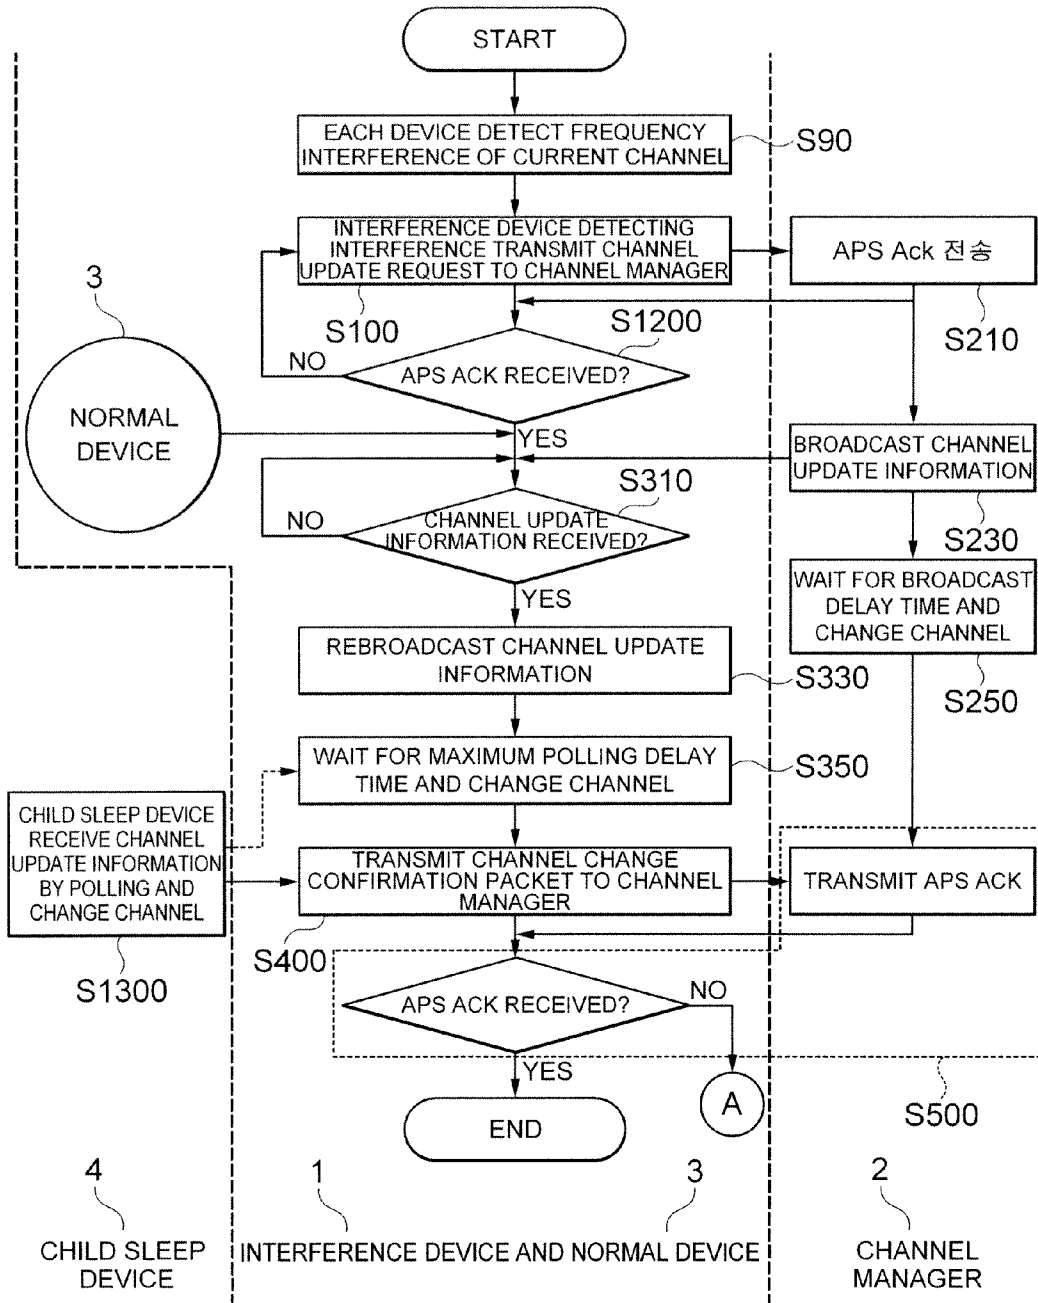 START
EACH DEVICE DETECT FREQUENCY
INTERFERENCE OF CURRENT CHANNEL
S90
INTERFERENCE DEVICE DETECTING
INTERFERENCE TRANSMIT CHANNEL
UPDATE REQUEST TO CHANNEL MANAGER
S100
APS Ack 전송
S210
3
NORMAL
DEVICE
S1200
NO
APS ACK RECEIVED?
YES
BROADCAST CHANNEL
UPDATE INFORMATION
S230
S310
NO
CHANNEL UPDATE
INFORMATION RECEIVED?
YES
WAIT FOR BROADCAST
DELAY TIME AND
CHANGE CHANNEL
S250
REBROADCAST CHANNEL UPDATE
INFORMATION
S330
WAIT FOR MAXIMUM POLLING DELAY
TIME AND CHANGE CHANNEL
S350
CHILD SLEEP DEVICE
RECEIVE CHANNEL
UPDATE INFORMATION
BY POLLING AND
CHANGE CHANNEL
S1300
TRANSMIT CHANNEL CHANGE
CONFIRMATION PACKET TO CHANNEL
MANAGER
S400
TRANSMIT APS ACK
APS ACK RECEIVED?
NO
YES
A
S500
END
4
CHILD SLEEP
DEVICE
1
3
INTERFERENCE DEVICE AND NORMAL DEVICE
2
CHANNEL
MANAGER